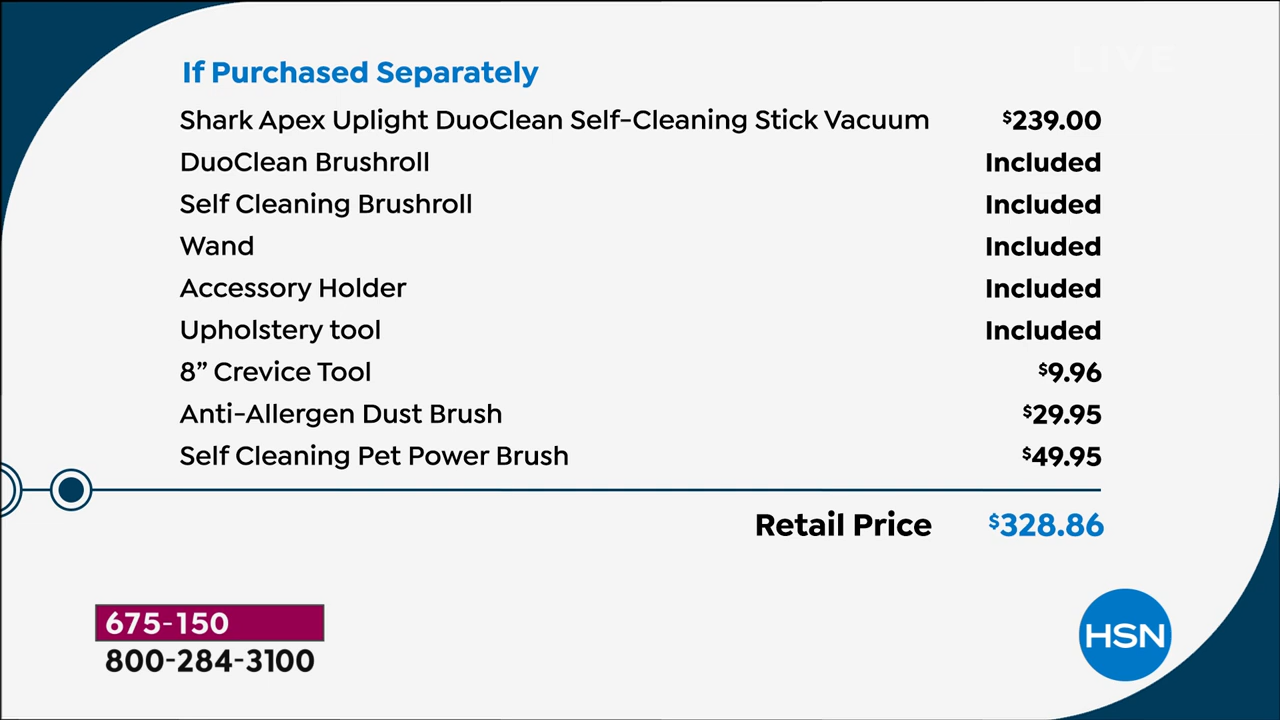 LIVE
If Purchased Separately
Shark Apex Uplight DuoClean Self-Cleaning Stick Vacuum $239.00
DuoClean Brushroll Included
Self Cleaning Brushroll Included
Wand Included
Accessory Holder Included
Upholstery tool Included
8” Crevice Tool $9.96
Anti-Allergen Dust Brush $29.95
Self Cleaning Pet Power Brush $49.95
Retail Price $328.86
675-150
800-284-3100
HSN